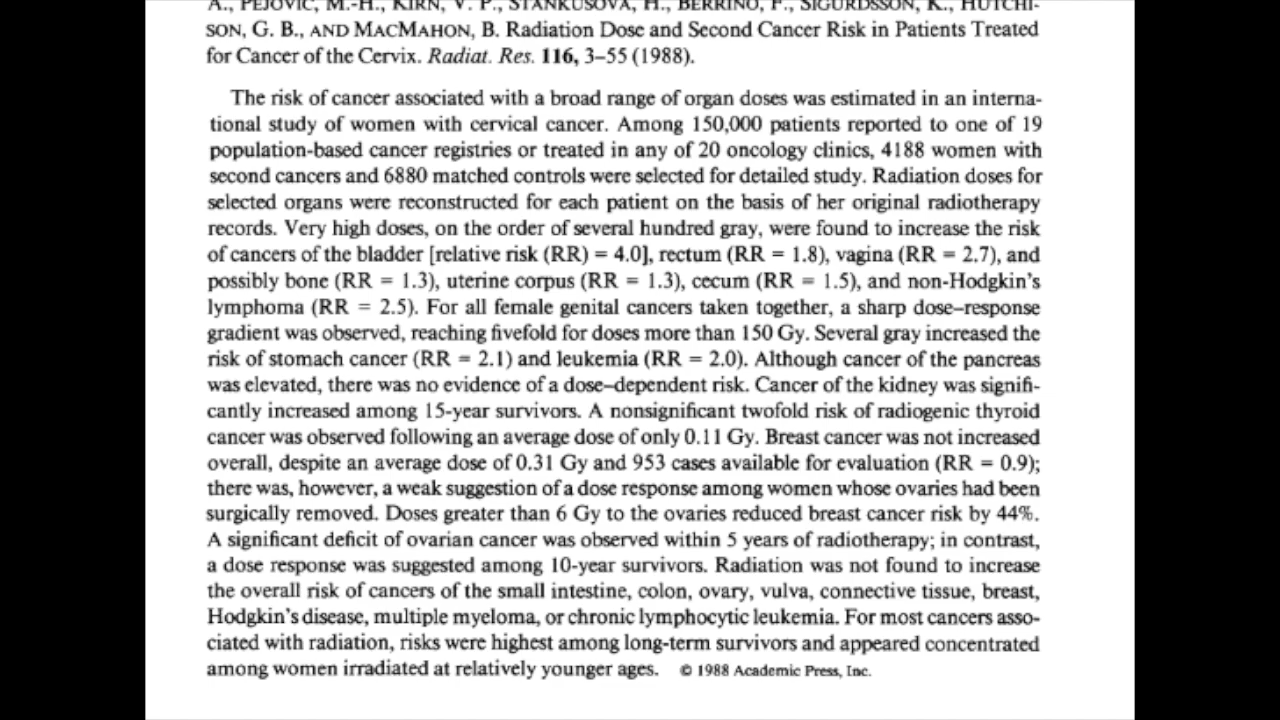 A., PEJOVIC, M.-H., KIRN, V. P., STANKUSOVA, H., BERRINO, F., SIGURDSSON, K., HUTCHI-
SON, G. B., AND MACMAHON, B. Radiation Dose and Second Cancer Risk in Patients Treated
for Cancer of the Cervix. Radiat. Res. 116, 3–55 (1988).
The risk of cancer associated with a broad range of organ doses was estimated in an interna-
tional study of women with cervical cancer. Among 150,000 patients reported to one of 19
population-based cancer registries or treated in any of 20 oncology clinics, 4188 women with
second cancers and 6880 matched controls were selected for detailed study. Radiation doses for
selected organs were reconstructed for each patient on the basis of her original radiotherapy
records. Very high doses, on the order of several hundred gray, were found to increase the risk
of cancers of the bladder [relative risk (RR) = 4.0], rectum (RR = 1.8), vagina (RR = 2.7), and
possibly bone (RR = 1.3), uterine corpus (RR = 1.3), cecum (RR = 1.5), and non-Hodgkin's
lymphoma (RR = 2.5). For all female genital cancers taken together, a sharp dose–response
gradient was observed, reaching fivefold for doses more than 150 Gy. Several gray increased the
risk of stomach cancer (RR = 2.1) and leukemia (RR = 2.0). Although cancer of the pancreas
was elevated, there was no evidence of a dose–dependent risk. Cancer of the kidney was signifi-
cantly increased among 15-year survivors. A nonsignificant twofold risk of radiogenic thyroid
cancer was observed following an average dose of only 0.11 Gy. Breast cancer was not increased
overall, despite an average dose of 0.31 Gy and 953 cases available for evaluation (RR = 0.9);
there was, however, a weak suggestion of a dose response among women whose ovaries had been
surgically removed. Doses greater than 6 Gy to the ovaries reduced breast cancer risk by 44%.
A significant deficit of ovarian cancer was observed within 5 years of radiotherapy; in contrast,
a dose response was suggested among 10-year survivors. Radiation was not found to increase
the overall risk of cancers of the small intestine, colon, ovary, vulva, connective tissue, breast,
Hodgkin's disease, multiple myeloma, or chronic lymphocytic leukemia. For most cancers asso-
ciated with radiation, risks were highest among long-term survivors and appeared concentrated
among women irradiated at relatively younger ages. © 1988 Academic Press, Inc.